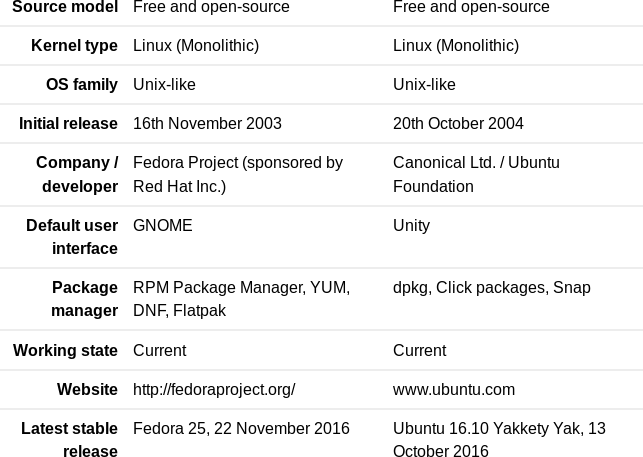 Source model Free and open-source Free and open-source
Kernel type Linux (Monolithic) Linux (Monolithic)
OS family Unix-like Unix-like
Initial release 16th November 2003 20th October 2004
Company / Fedora Project (sponsored by Canonical Ltd. / Ubuntu
developer Red Hat Inc.) Foundation
Default user GNOME Unity
interface
Package RPM Package Manager, YUM, dpkg, Click packages, Snap
manager DNF, Flatpak
Working state Current Current
Website http://fedoraproject.org/ www.ubuntu.com
Latest stable Fedora 25, 22 November 2016 Ubuntu 16.10 Yakkety Yak, 13
release October 2016